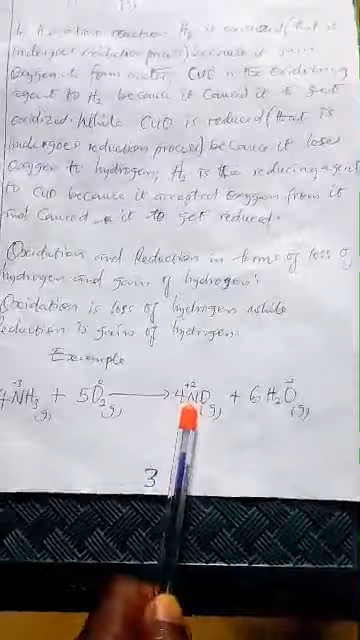 In the above reaction, H2 is oxidized (that is
Undergoes oxidation process) because it gain
Oxygen to form water. CUO is the oxidizing
agent to H2 because it caused it to get
oxidized. While CUO is reduced (that is
Undergoes reduction process) because it loses
Oxygen to hydrogen, H2 is the reducing agent
to CUO because it accepted oxygen from it
and caused it to get reduced.
Oxidation and Reduction in terms of loss of
hydrogen and gain of hydrogen:
Oxidation is loss of hydrogen while
reduction is gain of hydrogen.
Example
4NH3(g) + 5O2(g) → 4NO(g) + 6H2O(g)
3